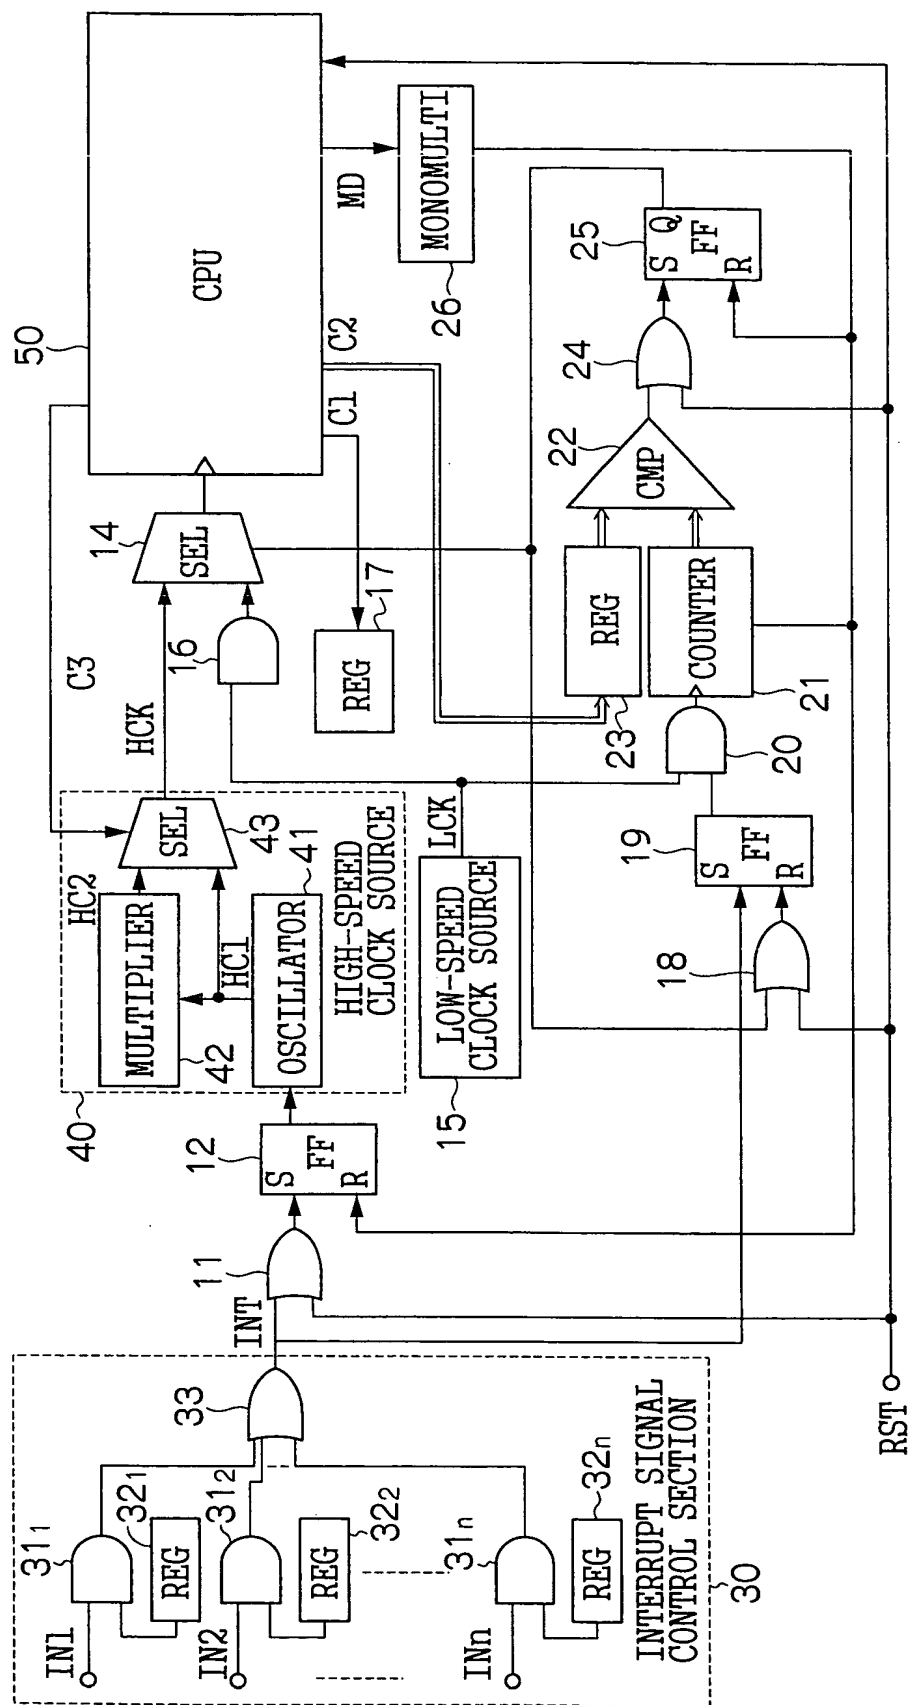 IN1
31₁
REG
32₁
IN2
31₂
REG
32₂
INn
31n
REG
32n
33
INTERRUPT SIGNAL
CONTROL SECTION
30
INT
11
RST
S
FF
R
12
40
MULTIPLIER
42
HC2
HC1
OSCILLATOR
41
SEL
43
HIGH-SPEED
CLOCK SOURCE
LOW-SPEED
CLOCK SOURCE
15
LCK
18
S
FF
R
19
20
C3
HCK
16
SEL
14
REG
17
REG
23
COUNTER
21
CMP
22
24
S
Q
FF
R
25
50
CPU
C1
C2
MD
MONOMULTI
26